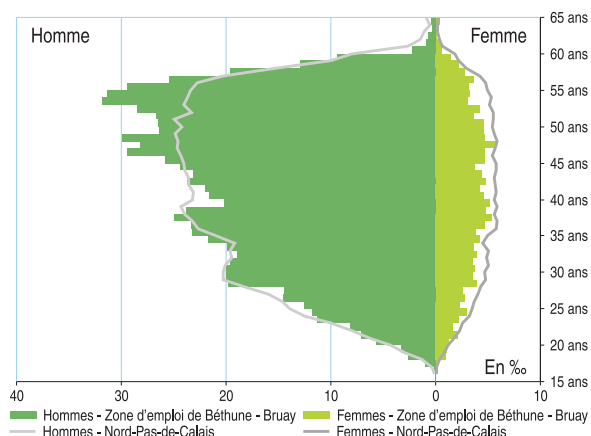 Homme
Femme
65 ans
60 ans
55 ans
50 ans
45 ans
40 ans
35 ans
30 ans
25 ans
20 ans
15 ans
En ‰
40 30 20 10 0 10
Hommes - Zone d'emploi de Béthune - Bruay Femmes - Zone d'emploi de Béthune - Bruay
Hommes - Nord-Pas-de-Calais Femmes - Nord-Pas-de-Calais